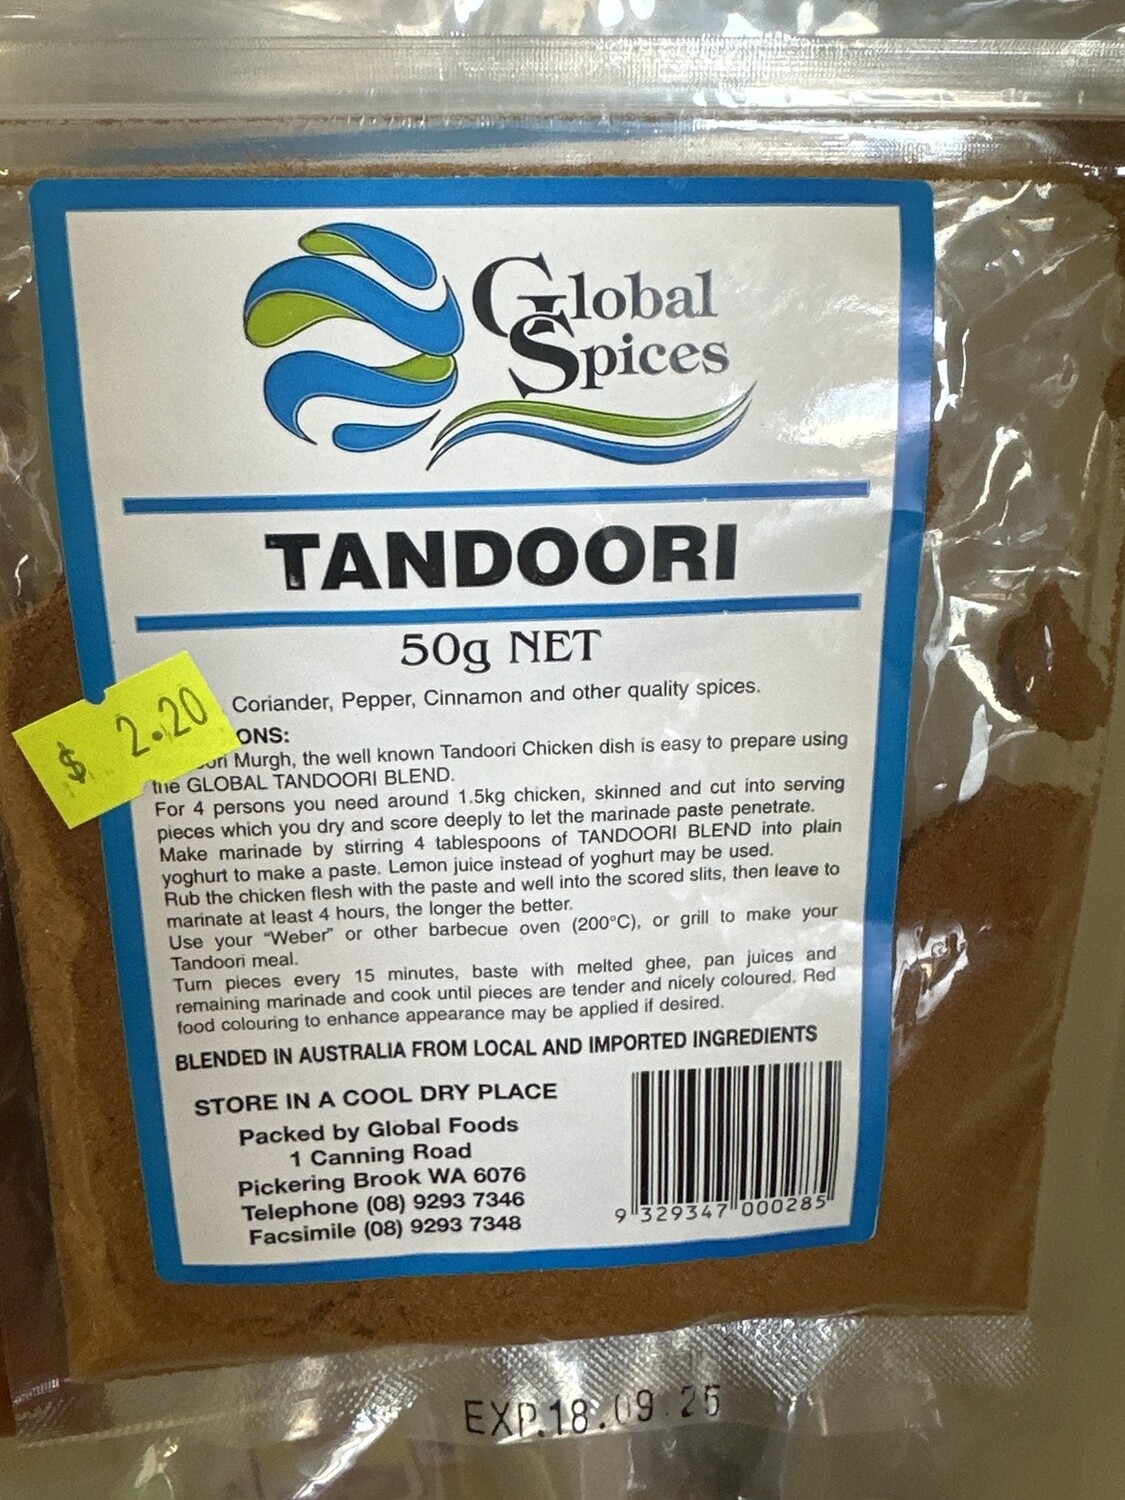 Global
Spices
TANDOORI
50g NET
$ 2.20
Coriander, Pepper, Cinnamon and other quality spices.
Murgh, the well known Tandoori Chicken dish is easy to prepare using
the GLOBAL TANDOORI BLEND.
For 4 persons you need around 1.5kg chicken, skinned and cut into serving
pieces which you dry and score deeply to let the marinade paste penetrate.
Make marinade by stirring 4 tablespoons of TANDOORI BLEND into plain
yoghurt to make a paste. Lemon juice instead of yoghurt may be used.
Rub the chicken flesh with the paste and well into the scored slits, then leave to
marinate at least 4 hours, the longer the better.
Use your "Weber" or other barbecue oven (200°C), or grill to make your
Tandoori meal.
Turn pieces every 15 minutes, baste with melted ghee, pan juices and
remaining marinade and cook until pieces are tender and nicely coloured. Red
food colouring to enhance appearance may be applied if desired.
BLENDED IN AUSTRALIA FROM LOCAL AND IMPORTED INGREDIENTS
STORE IN A COOL DRY PLACE
Packed by Global Foods
1 Canning Road
Pickering Brook WA 6076
Telephone (08) 9293 7346
Facsimile (08) 9293 7348
9 329347 000285
EXP.18.09.25